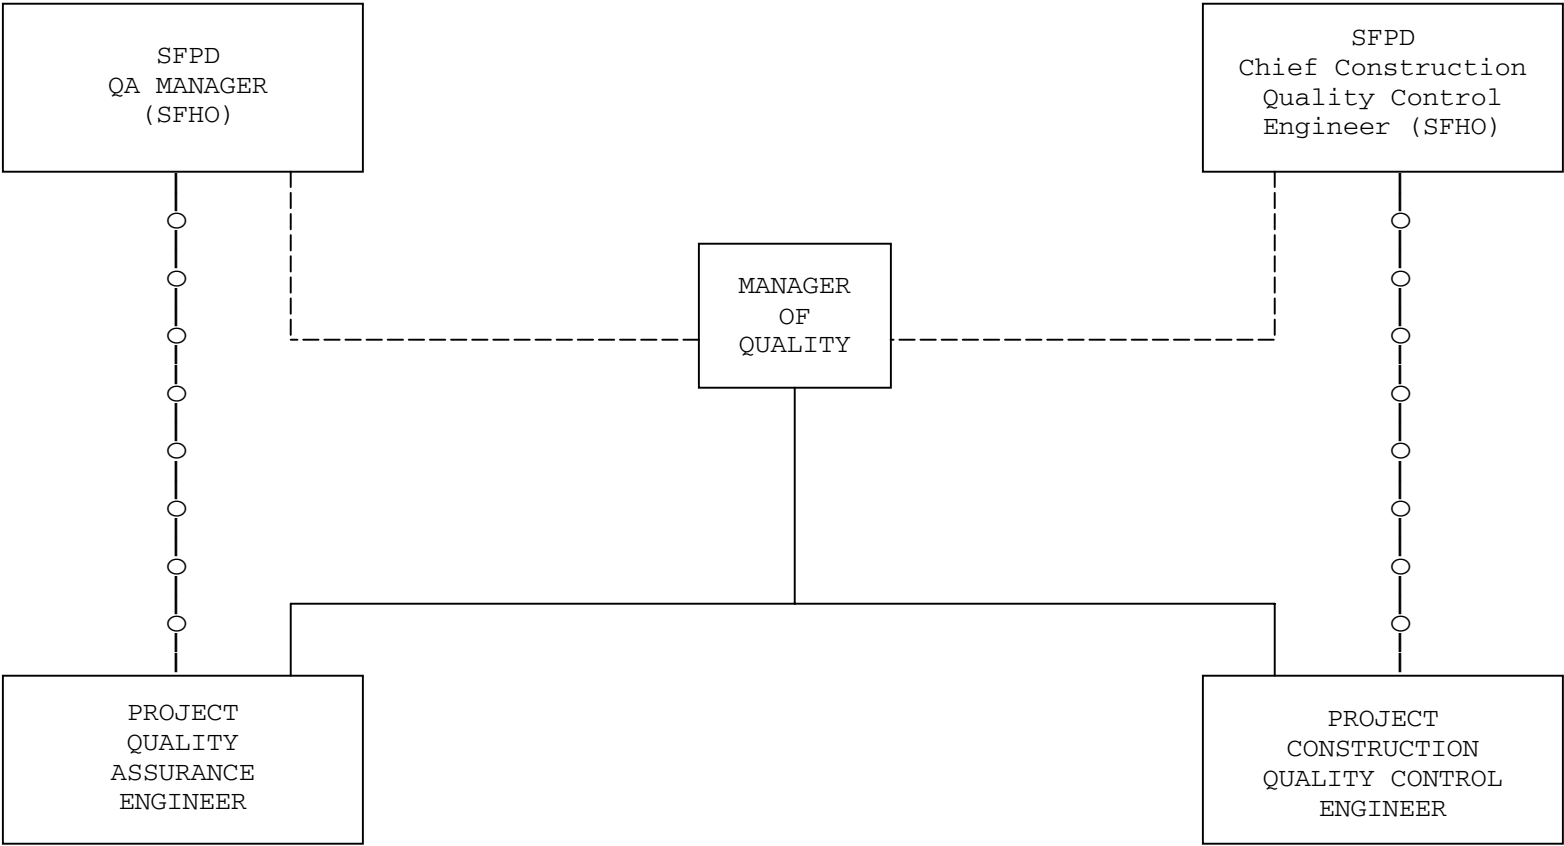 SFPD
QA MANAGER
(SFHO)
SFPD
Chief Construction
Quality Control
Engineer (SFHO)
MANAGER
OF
QUALITY
PROJECT
QUALITY
ASSURANCE
ENGINEER
PROJECT
CONSTRUCTION
QUALITY CONTROL
ENGINEER